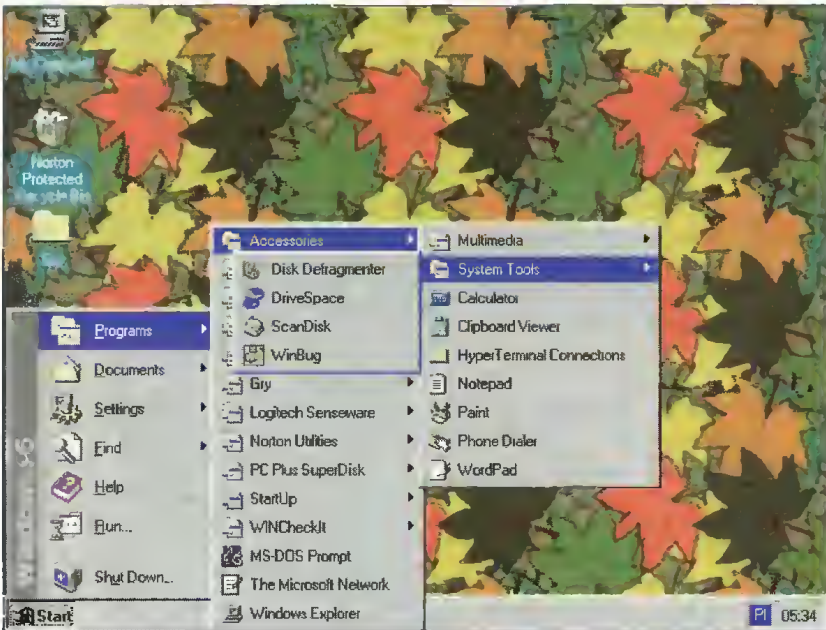 Norton
Protected
Recycle Bin
Accessories
Disk Defragmenter
DriveSpace
ScanDisk
WinBug
Gry
Logitech Senseware
Norton Utilities
PC Plus SuperDisk
StartUp
WINCheckIt
MS-DOS Prompt
The Microsoft Network
Windows Explorer
Multimedia
System Tools
Calculator
Clipboard Viewer
HyperTerminal Connections
Notepad
Paint
Phone Dialer
WordPad
Programs
Documents
Settings
Find
Help
Run...
Shut Down...
Start
Pl
05:34